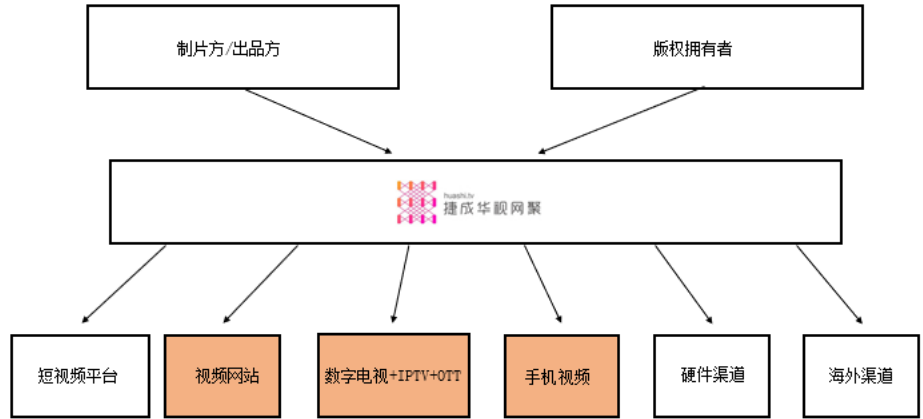 制片方/出品方
版权拥有者
huashi.tv
捷成华视网聚
短视频平台
视频网站
数字电视+IPTV+OTT
手机视频
硬件渠道
海外渠道